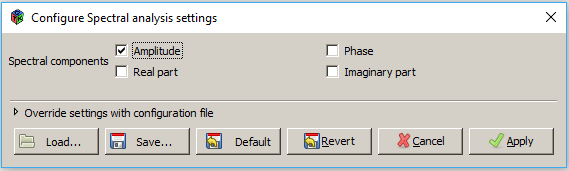 Configure Spectral analysis settings
Spectral components
Amplitude
Phase
Real part
Imaginary part
Override settings with configuration file
Load... Save... Default Revert Cancel Apply